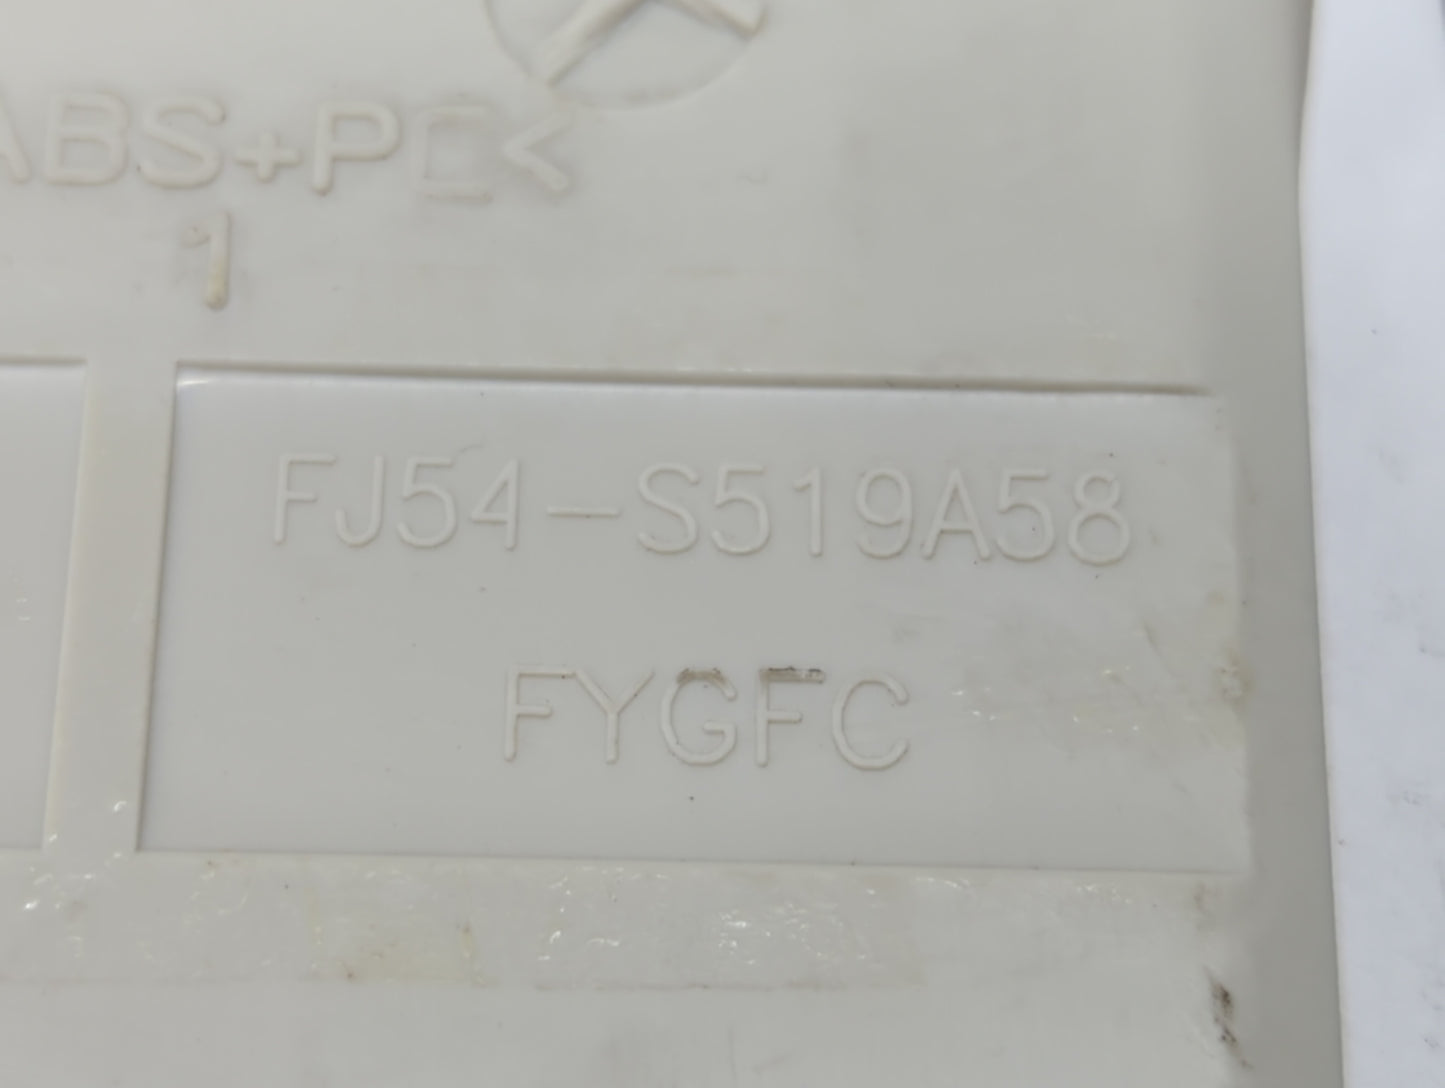 ABS+PC<
1
FJ54-S519A58
FYGFC